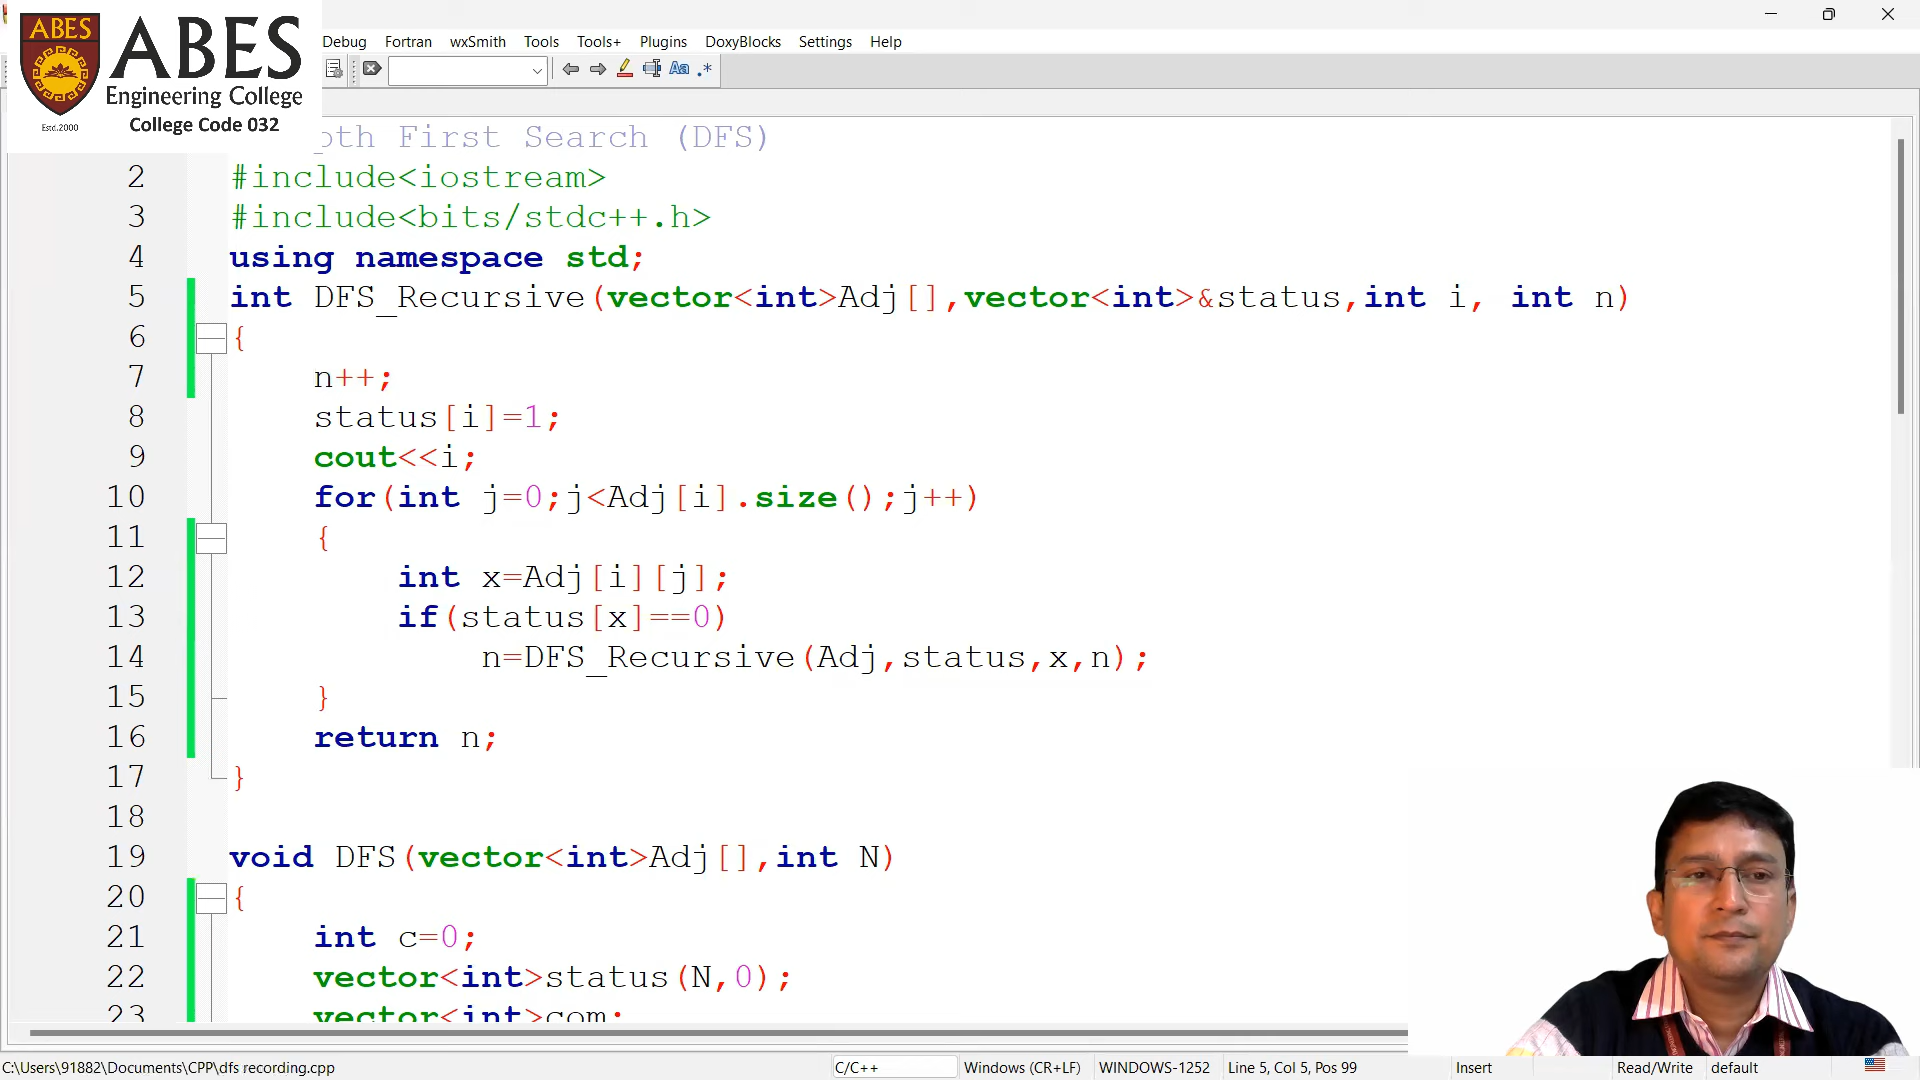 ABES
Estd.2000
ABES
Engineering College
College Code 032
Debug Fortran wxSmith Tools Tools+ Plugins DoxyBlocks Settings Help
Aa .*
pth First Search (DFS)
2 #include<iostream>
3 #include<bits/stdc++.h>
4 using namespace std;
5 int DFS_Recursive(vector<int>Adj[],vector<int>&status,int i, int n)
6 {
7 n++;
8 status[i]=1;
9 cout<<i;
10 for(int j=0;j<Adj[i].size();j++)
11 {
12 int x=Adj[i][j];
13 if(status[x]==0)
14 n=DFS_Recursive(Adj,status,x,n);
15 }
16 return n;
17 }
18
19 void DFS(vector<int>Adj[],int N)
20 {
21 int c=0;
22 vector<int>status(N,0);
23 vector<int>com;
C:\Users\91882\Documents\CPP\dfs recording.cpp C/C++ Windows (CR+LF) WINDOWS-1252 Line 5, Col 5, Pos 99 Insert Read/Write default